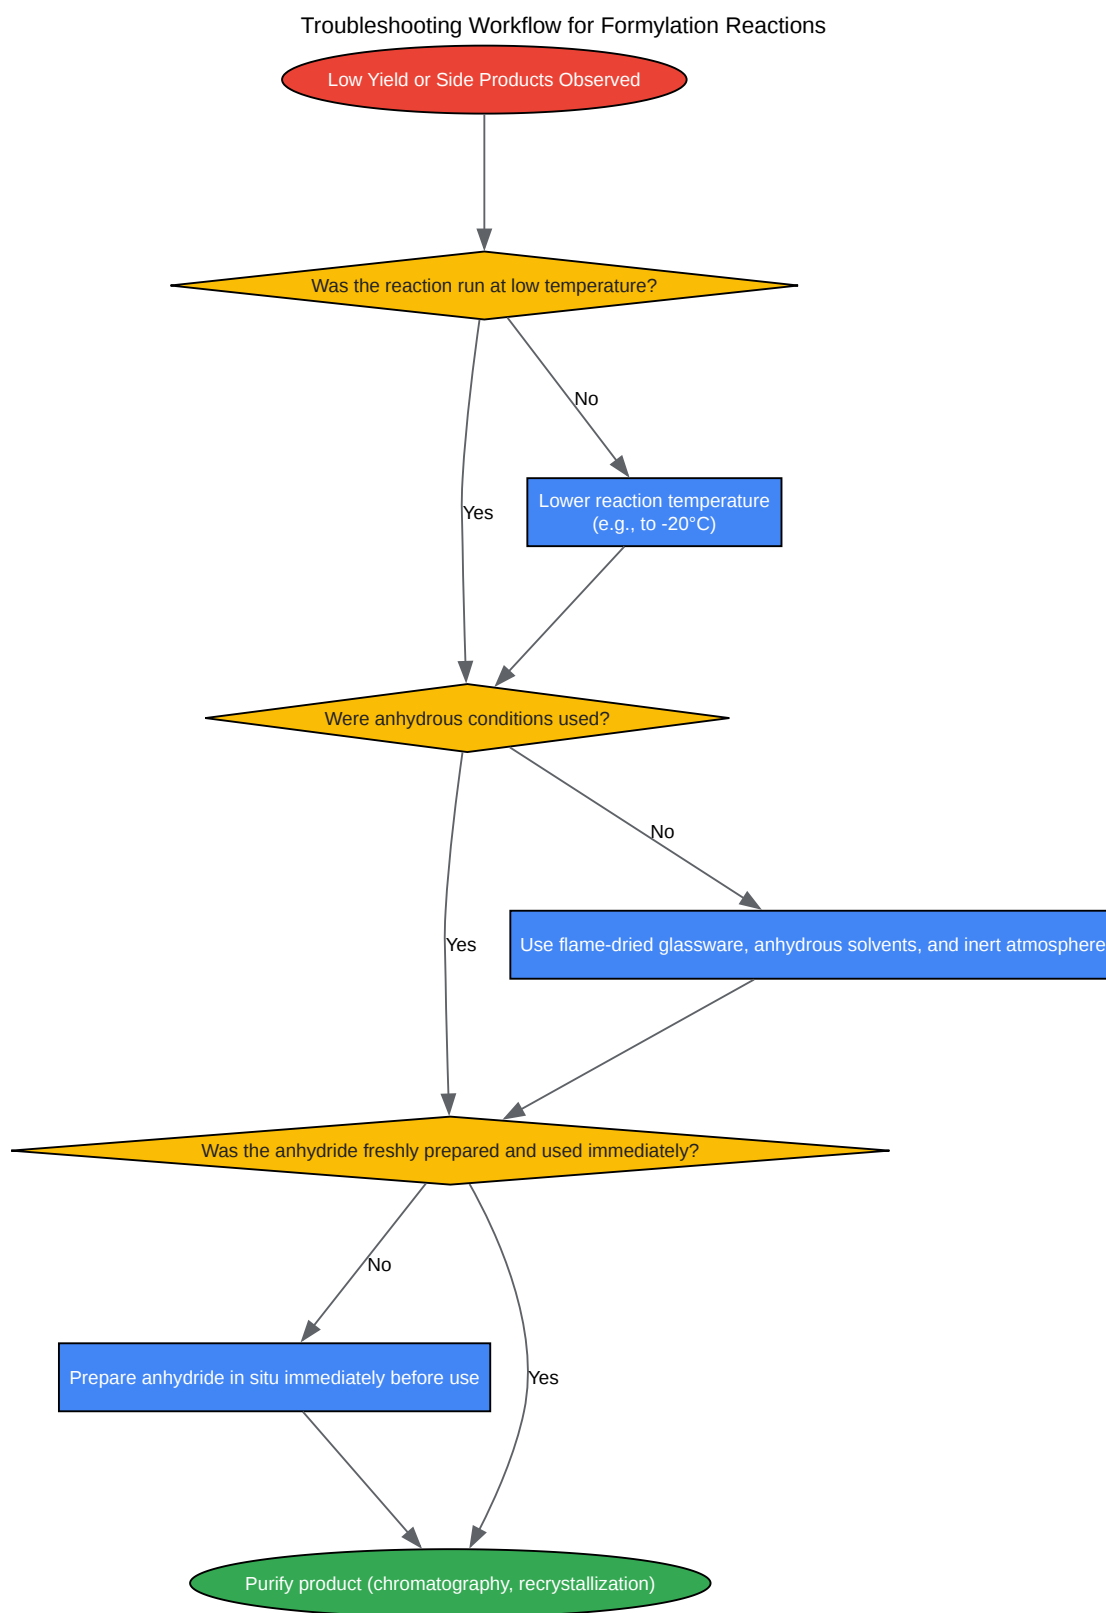 Troubleshooting Workflow for Formylation Reactions
Low Yield or Side Products Observed
Was the reaction run at low temperature?
No
Lower reaction temperature
(e.g., to -20°C)
Yes
Were anhydrous conditions used?
No
Yes
Use flame-dried glassware, anhydrous solvents, and inert atmosphere
Was the anhydride freshly prepared and used immediately?
No
Prepare anhydride in situ immediately before use
Yes
Purify product (chromatography, recrystallization)